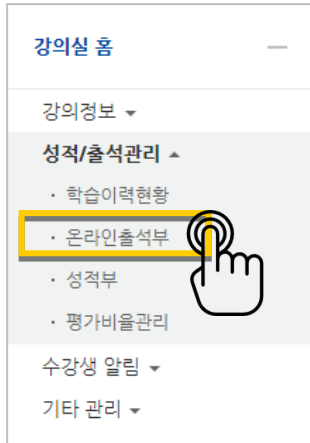 강의실 홈
강의정보
성적/출석관리
· 학습이력현황
· 온라인출석부
· 성적부
· 평가비율관리
수강생 알림
기타 관리